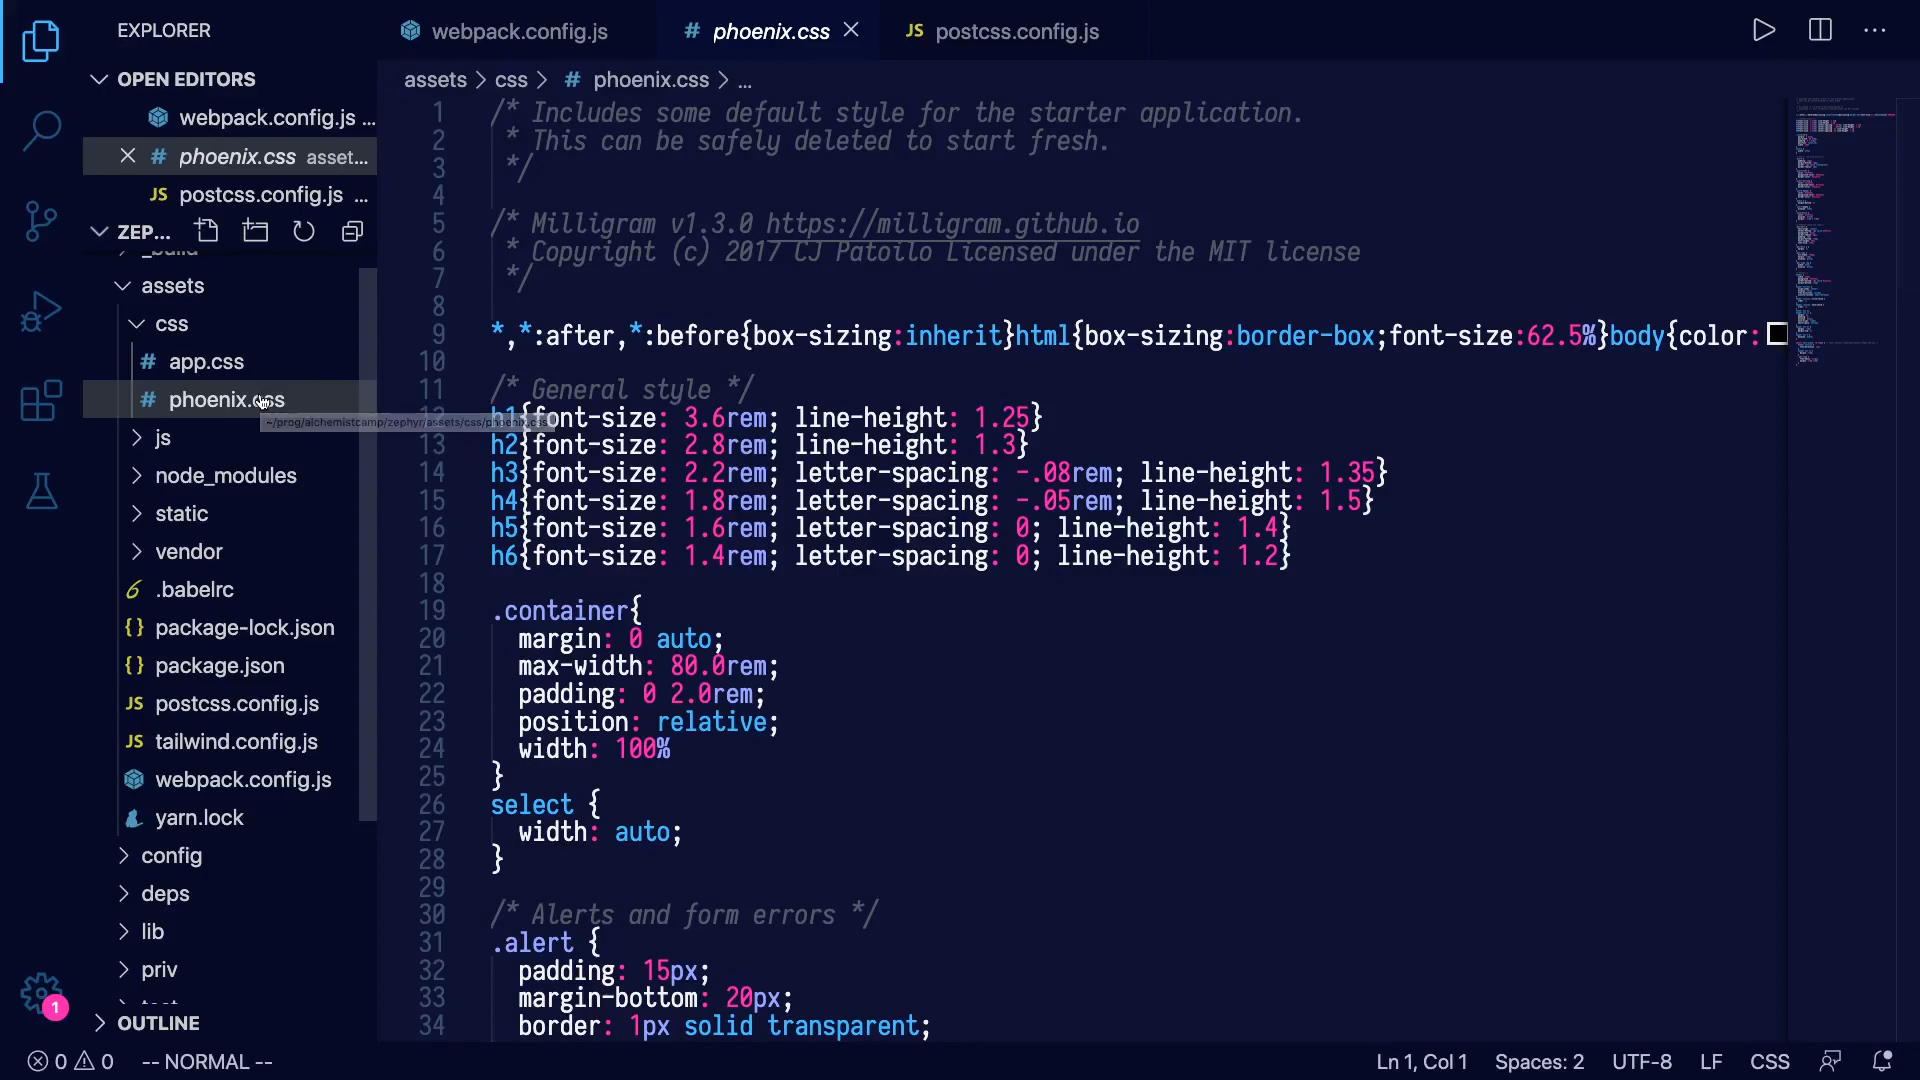 EXPLORER
OPEN EDITORS
webpack.config.js ...
phoenix.css asset...
JS postcss.config.js ...
ZEP...
_build
assets
css
# app.css
# phoenix.css
~/prog/alchemistcamp/zephyr/assets/css/phoenix.css
js
node_modules
static
vendor
6 .babelrc
{} package-lock.json
{} package.json
JS postcss.config.js
JS tailwind.config.js
webpack.config.js
yarn.lock
config
deps
lib
priv
OUTLINE
1
webpack.config.js
# phoenix.css
JS postcss.config.js
assets > css > # phoenix.css > ...
1 /* Includes some default style for the starter application.
2 * This can be safely deleted to start fresh.
3 */
4
5 /* Milligram v1.3.0 https://milligram.github.io
6 * Copyright (c) 2017 CJ Patoilo Licensed under the MIT license
7 */
8
9 *,*:after,*:before{box-sizing:inherit}html{box-sizing:border-box;font-size:62.5%}body{color:
10
11 /* General style */
12 h1{font-size: 3.6rem; line-height: 1.25}
13 h2{font-size: 2.8rem; line-height: 1.3}
14 h3{font-size: 2.2rem; letter-spacing: -.08rem; line-height: 1.35}
15 h4{font-size: 1.8rem; letter-spacing: -.05rem; line-height: 1.5}
16 h5{font-size: 1.6rem; letter-spacing: 0; line-height: 1.4}
17 h6{font-size: 1.4rem; letter-spacing: 0; line-height: 1.2}
18
19 .container{
20 margin: 0 auto;
21 max-width: 80.0rem;
22 padding: 0 2.0rem;
23 position: relative;
24 width: 100%
25 }
26 select {
27 width: auto;
28 }
29
30 /* Alerts and form errors */
31 .alert {
32 padding: 15px;
33 margin-bottom: 20px;
34 border: 1px solid transparent;
0 0 -- NORMAL --
Ln 1, Col 1 Spaces: 2 UTF-8 LF CSS